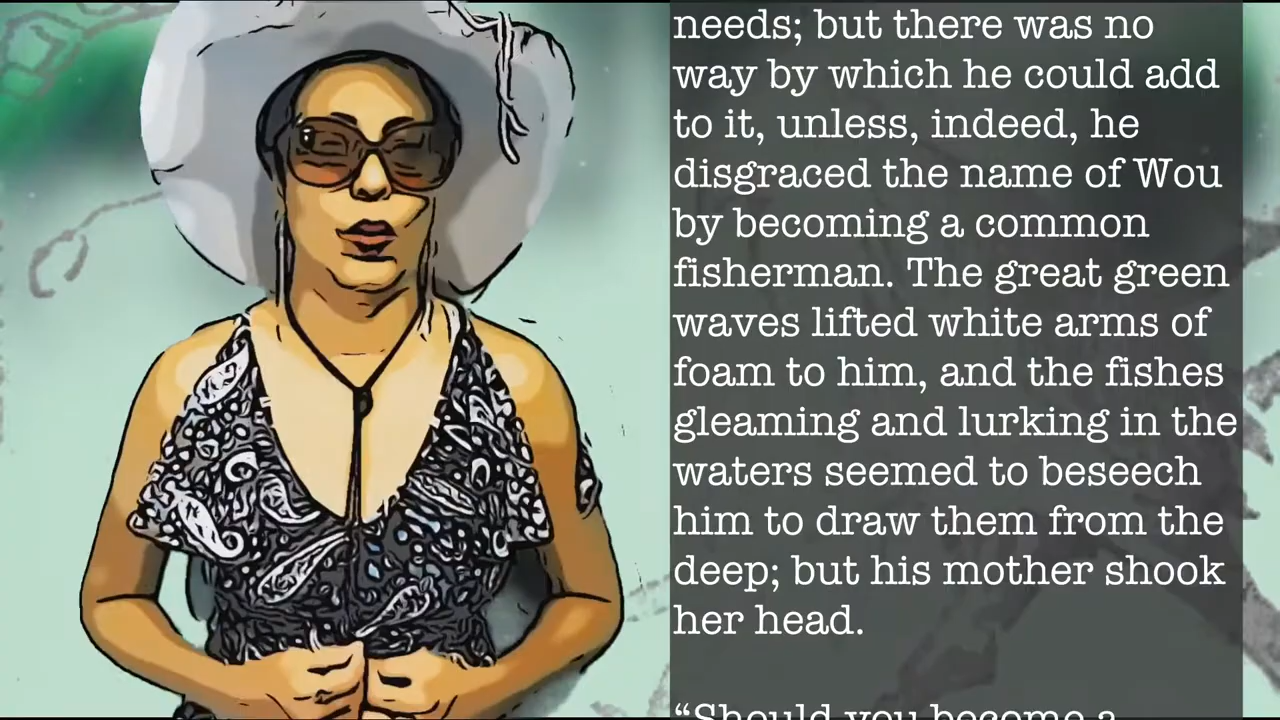 needs; but there was no
way by which he could add
to it, unless, indeed, he
disgraced the name of Wou
by becoming a common
fisherman. The great green
waves lifted white arms of
foam to him, and the fishes
gleaming and lurking in the
waters seemed to beseech
him to draw them from the
deep; but his mother shook
her head.
“Should you become a